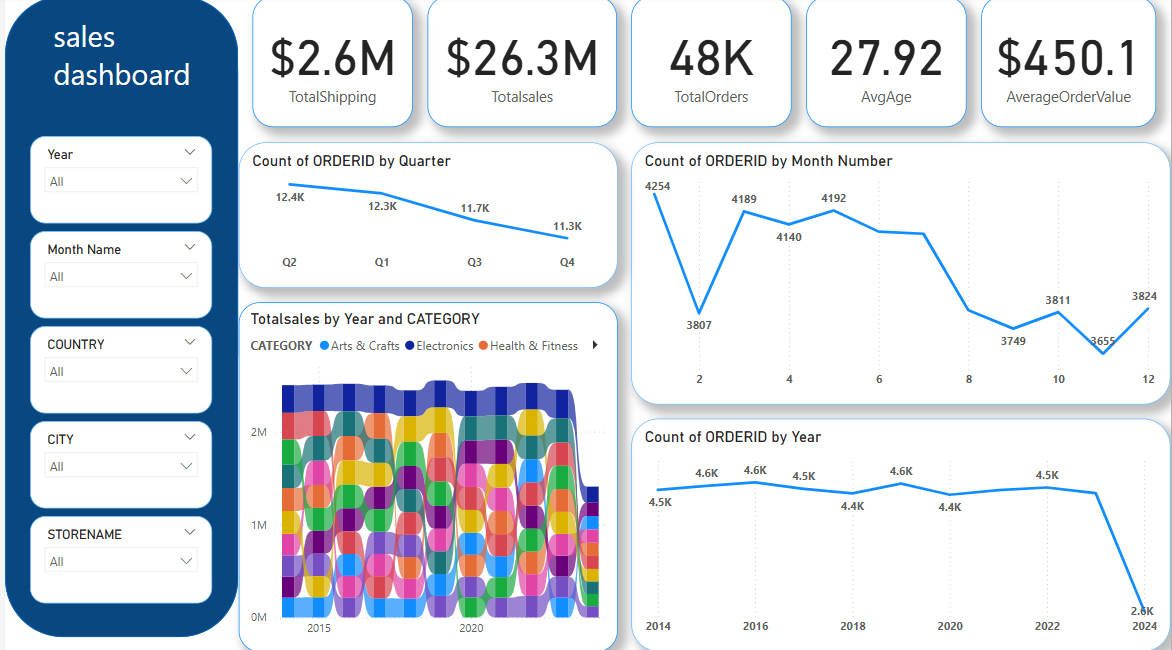 sales
dashboard
Year
All
Month Name
All
COUNTRY
All
CITY
All
STORENAME
All
$2.6M
TotalShipping
$26.3M
Totalsales
48K
TotalOrders
27.92
AvgAge
$450.1
AverageOrderValue
Count of ORDERID by Quarter
12.4K
12.3K
11.7K
11.3K
Q2 Q1 Q3 Q4
Totalsales by Year and CATEGORY
CATEGORY Arts & Crafts Electronics Health & Fitness
2M
1M
0M
2015 2020
Count of ORDERID by Month Number
4254
3807
4189
4140
4192
3749
3811
3655
3824
2 4 6 8 10 12
Count of ORDERID by Year
4.5K
4.6K
4.6K
4.5K
4.4K
4.6K
4.4K
4.5K
2.6K
2014 2016 2018 2020 2022 2024